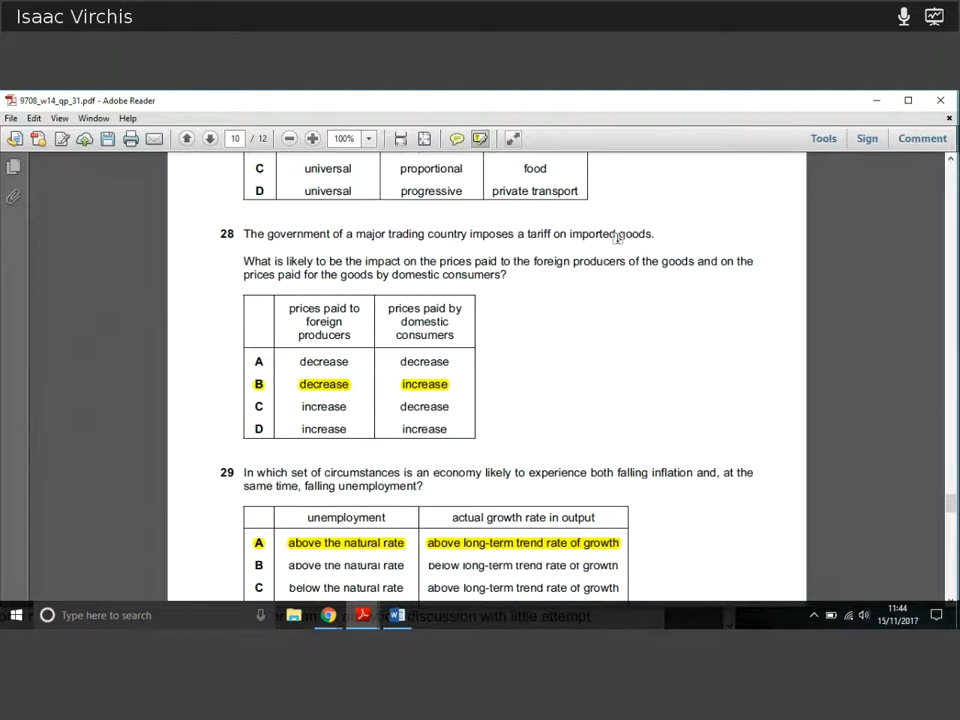 Isaac Virchis
9708_w14_qp_31.pdf - Adobe Reader
File Edit View Window Help
10 / 12 100% Tools Sign Comment
C universal proportional food
D universal progressive private transport
28 The government of a major trading country imposes a tariff on imported goods.
What is likely to be the impact on the prices paid to the foreign producers of the goods and on the
prices paid for the goods by domestic consumers?
prices paid to foreign producers
prices paid by domestic consumers
A decrease decrease
B decrease increase
C increase decrease
D increase increase
29 In which set of circumstances is an economy likely to experience both falling inflation and, at the
same time, falling unemployment?
unemployment actual growth rate in output
A above the natural rate above long-term trend rate of growth
B above the natural rate below long-term trend rate of growth
C below the natural rate above long-term trend rate of growth
Type here to search
discussion with little attempt
11:44
15/11/2017